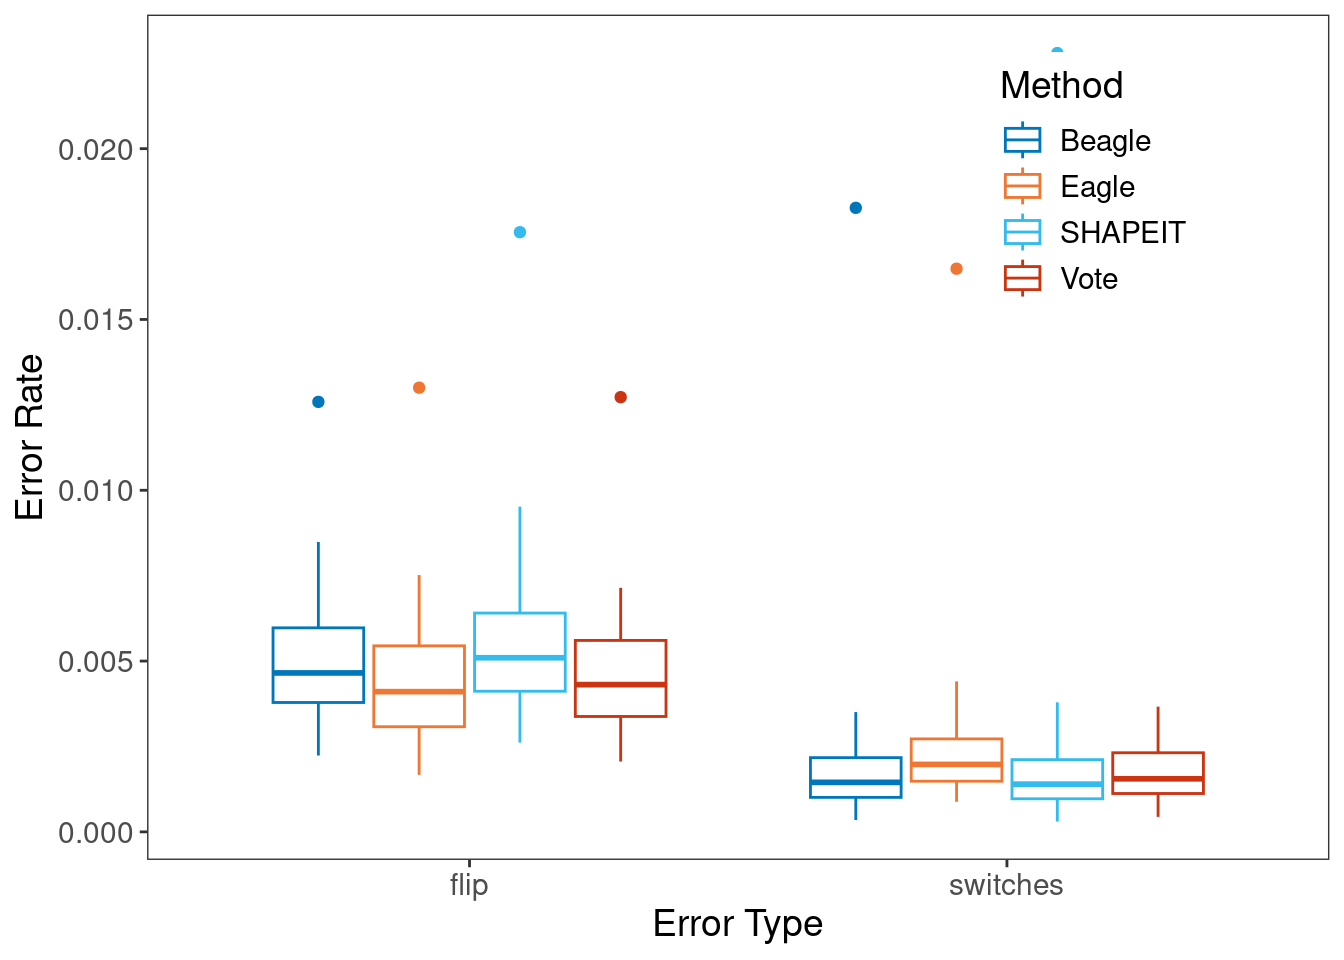 Method
Beagle
Eagle
SHAPEIT
Vote
Error Rate
0.020
0.015
0.010
0.005
0.000
flip
switches
Error Type